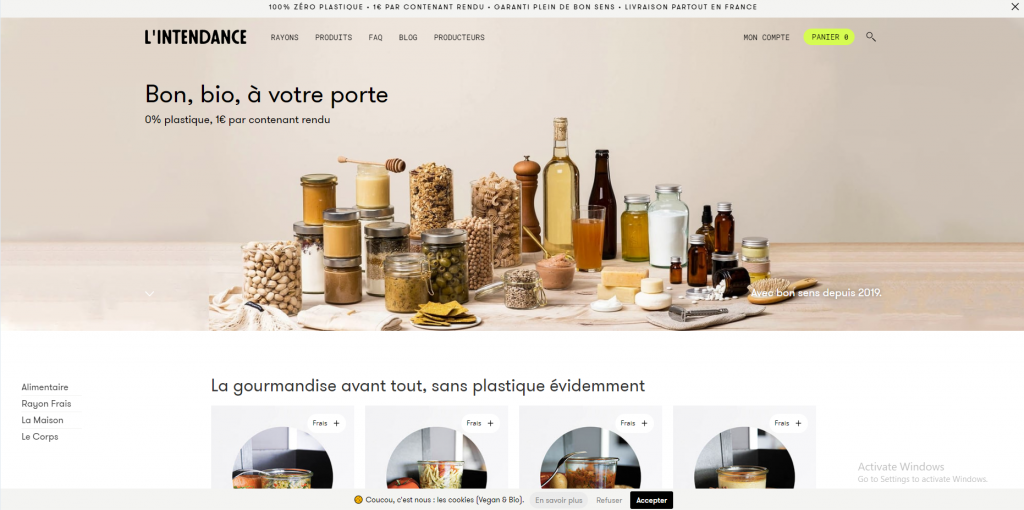 100% ZÉRO PLASTIQUE • 1€ PAR CONTENANT RENDU • GARANTI PLEIN DE BON SENS • LIVRAISON PARTOUT EN FRANCE
L'INTENDANCE RAYONS PRODUITS FAQ BLOG PRODUCTEURS MON COMPTE PANIER 0
Bon, bio, à votre porte
0% plastique, 1€ par contenant rendu
Avec bon sens depuis 2019.
La gourmandise avant tout, sans plastique évidemment
Alimentaire
Rayon Frais
La Maison
Le Corps
Frais + Frais + Frais + Frais +
Activate Windows
Go to Settings to activate Windows.
Coucou, c'est nous : les cookies (Vegan & Bio). En savoir plus Refuser Accepter